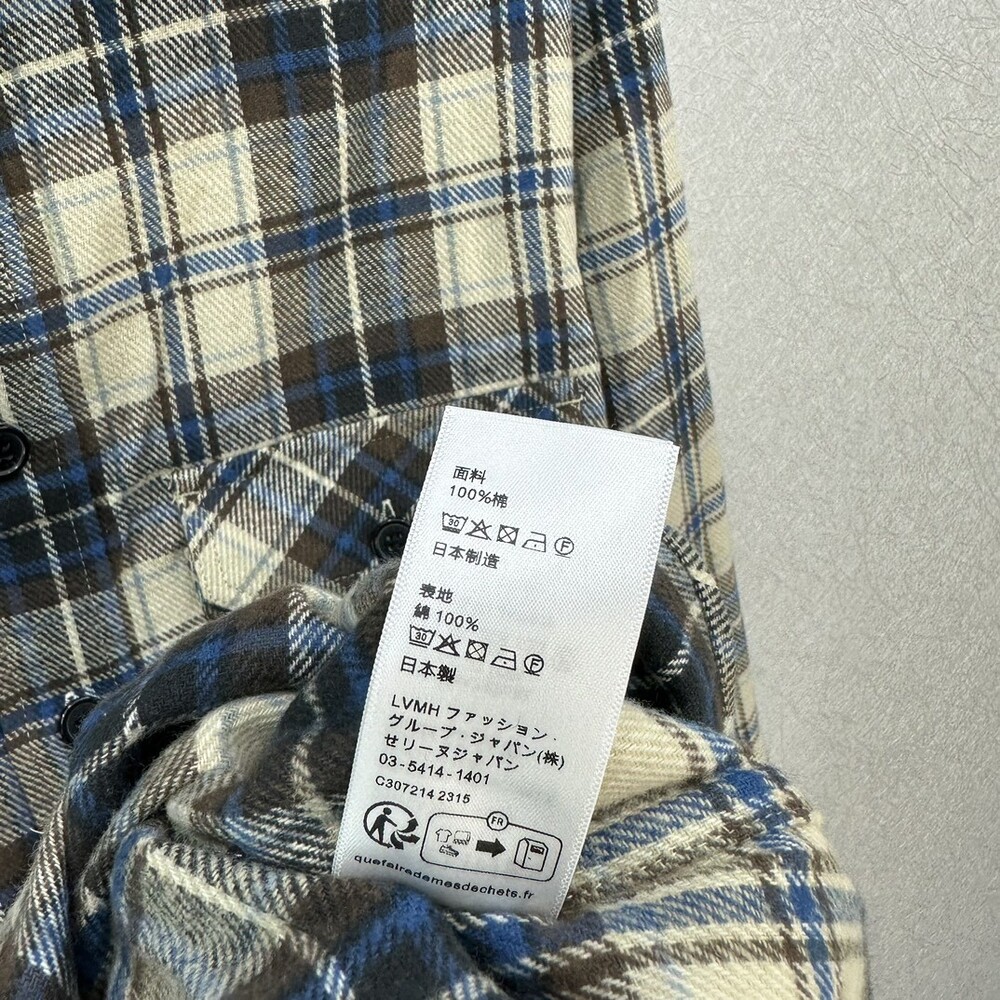 面料
100%棉
30 F
日本制造
表地
綿 100%
30 F
日本製
LVMH ファッション·
グループ·ジャパン(株)
セリーヌジャパン
03-5414-1401
C307214 2315
FR
quefairedemesdechets.fr